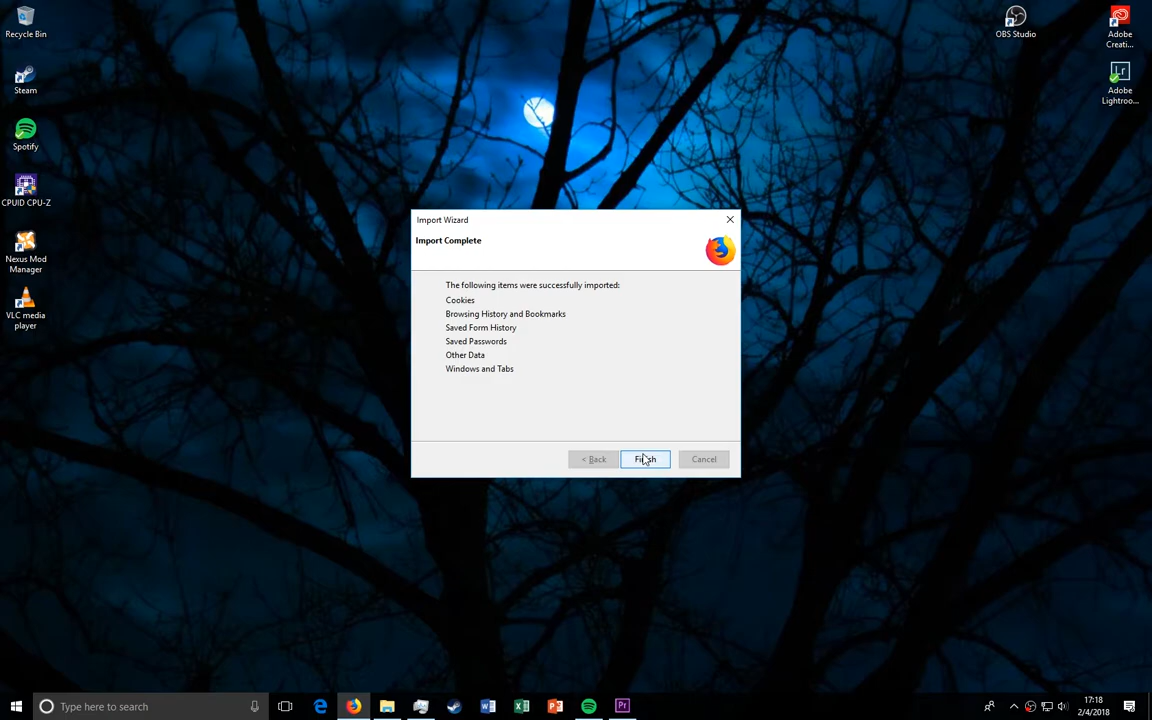 Recycle Bin
Steam
Spotify
CPUID CPU-Z
Nexus Mod
Manager
VLC media
player
OBS Studio
Adobe
Creati...
Lr
Adobe
Lightroo...
Import Wizard
Import Complete
The following items were successfully imported:
Cookies
Browsing History and Bookmarks
Saved Form History
Saved Passwords
Other Data
Windows and Tabs
< Back
Finish
Cancel
Type here to search
Pr
17:18
2/4/2018